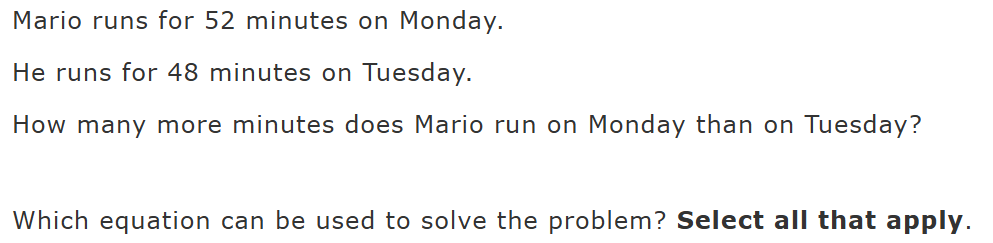 Mario runs for 52 minutes on Monday.
He runs for 48 minutes on Tuesday.
How many more minutes does Mario run on Monday than on Tuesday?
Which equation can be used to solve the problem? Select all that apply.